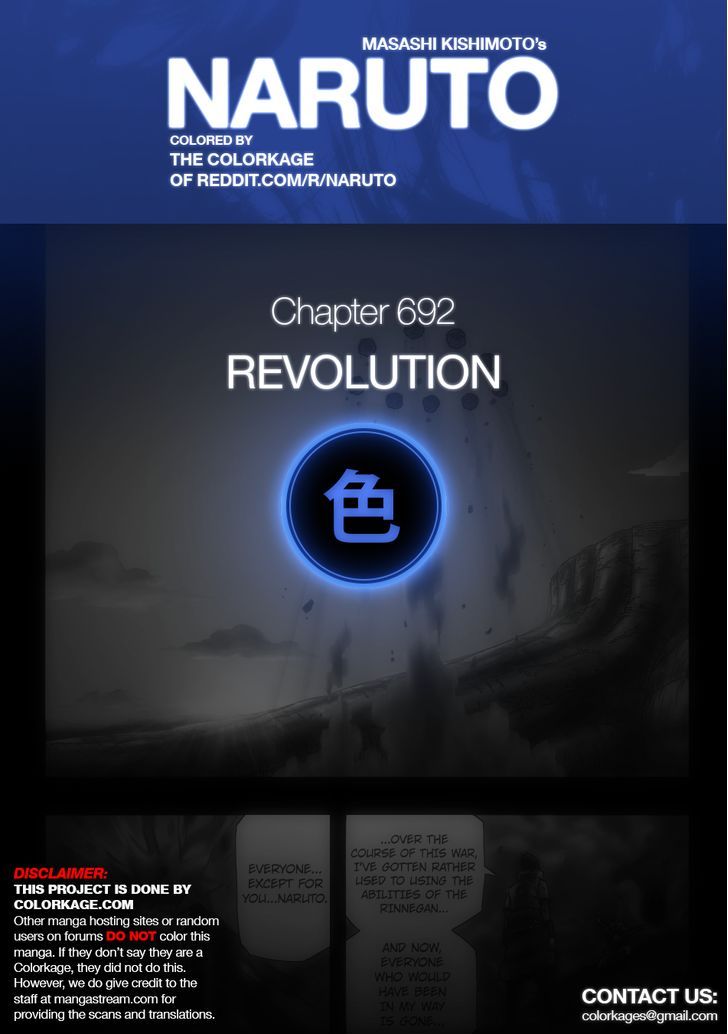 MASASHI KISHIMOTO's
NARUTO
COLORED BY
THE COLORKAGE
OF REDDIT.COM/R/NARUTO
Chapter 692
REVOLUTION
色
EVERYONE...
EXCEPT FOR
YOU...NARUTO.
...OVER THE
COURSE OF THIS WAR,
I'VE GOTTEN RATHER
USED TO USING THE
ABILITIES OF THE
RINNEGAN...
AND NOW,
EVERYONE
WHO WOULD
HAVE BEEN
IN MY WAY
IS GONE...
DISCLAIMER:
THIS PROJECT IS DONE BY
COLORKAGE.COM
Other manga hosting sites or random
users on forums DO NOT color this
manga. If they don't say they are a
Colorkage, they did not do this.
However, we do give credit to the
staff at mangastream.com for
providing the scans and translations.
CONTACT US:
colorkages@gmail.com